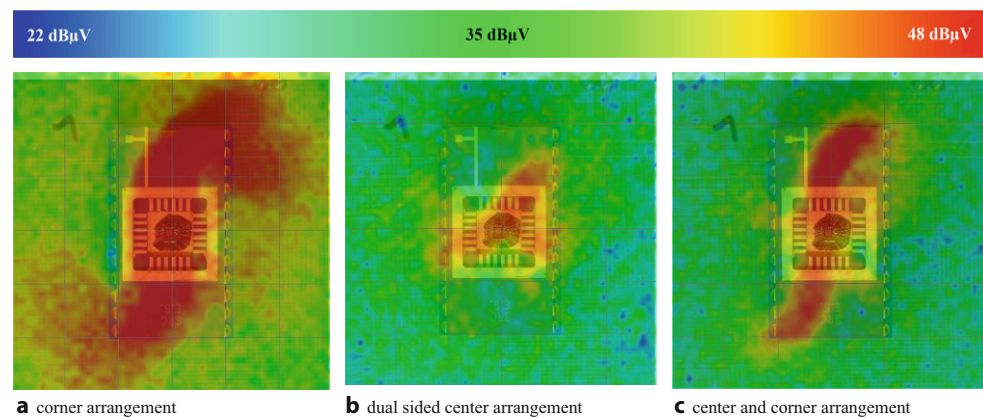 22 dBµV 35 dBµV 48 dBµV
a corner arrangement
b dual sided center arrangement
c center and corner arrangement